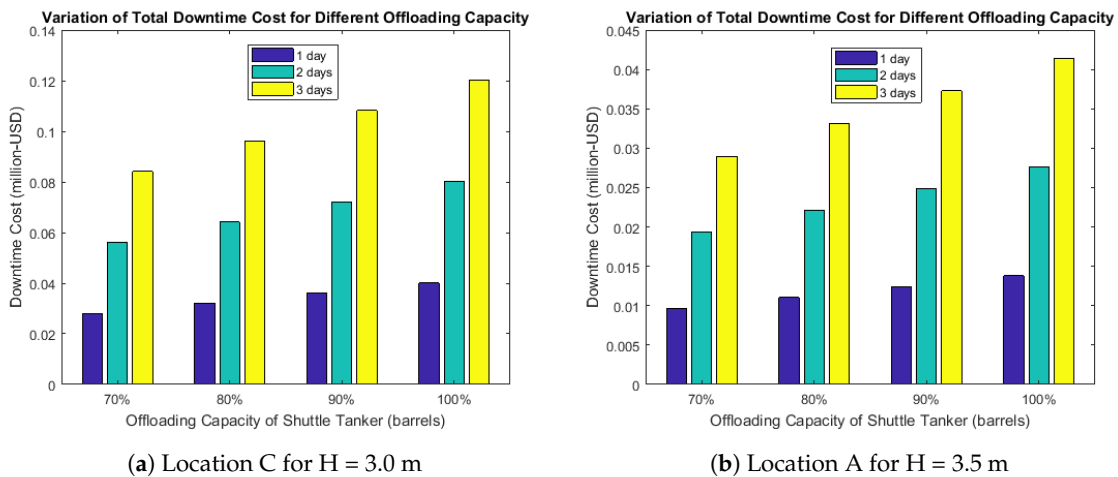 Variation of Total Downtime Cost for Different Offloading Capacity
0.14
0.12
0.1
0.08
0.06
0.04
0.02
0
Downtime Cost (million-USD)
1 day
2 days
3 days
70%
80%
90%
100%
Offloading Capacity of Shuttle Tanker (barrels)
(a) Location C for H = 3.0 m
Variation of Total Downtime Cost for Different Offloading Capacity
0.045
0.04
0.035
0.03
0.025
0.02
0.015
0.01
0.005
0
Downtime Cost (million-USD)
1 day
2 days
3 days
70%
80%
90%
100%
Offloading Capacity of Shuttle Tanker (barrels)
(b) Location A for H = 3.5 m